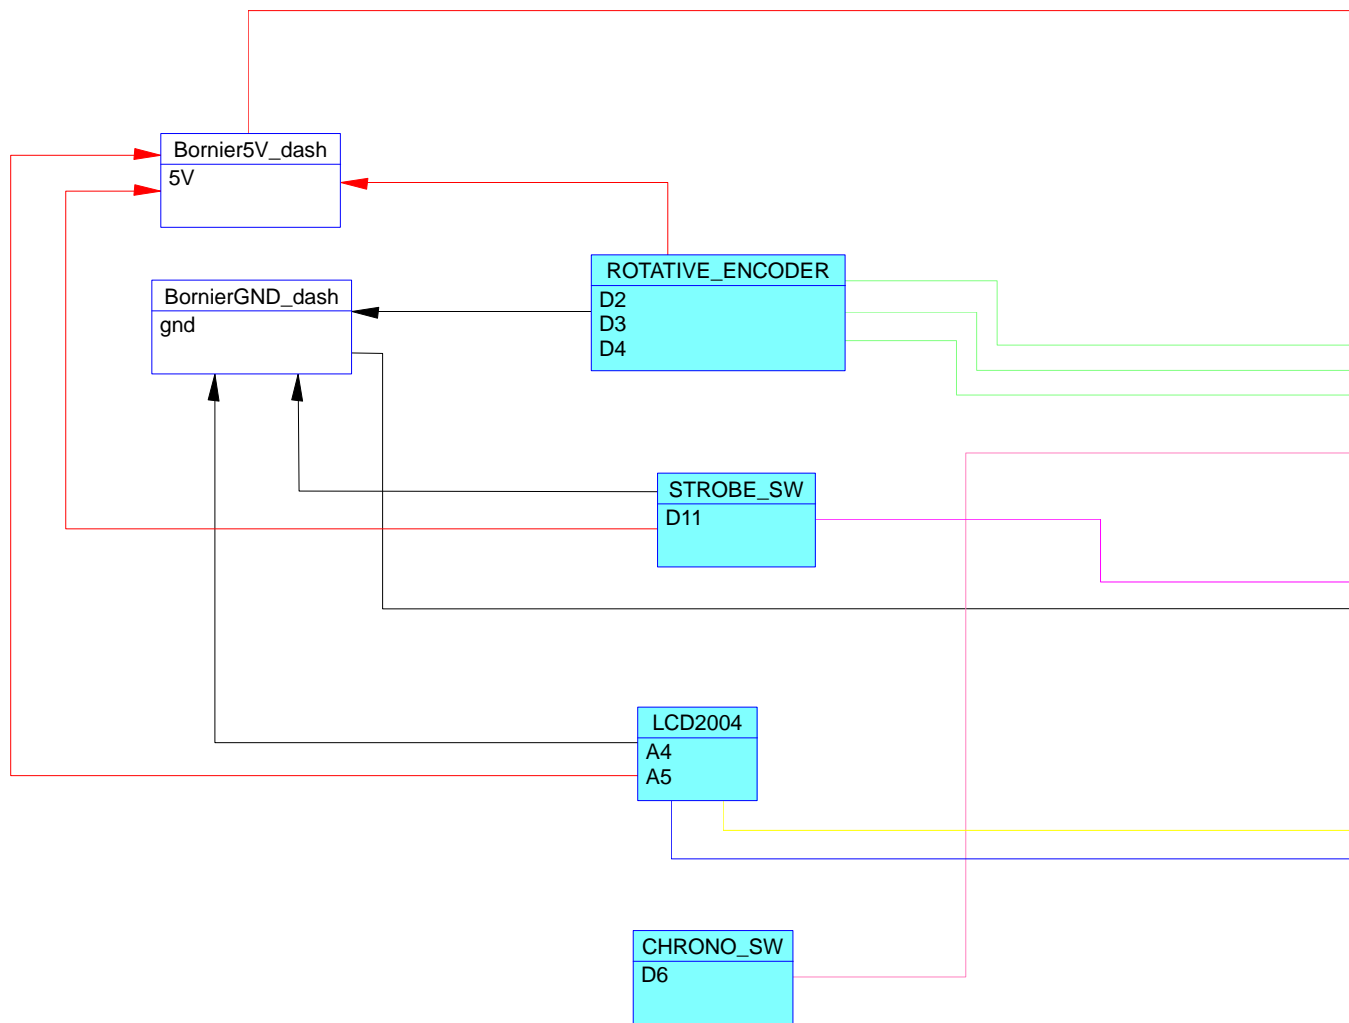 Bornier5V_dash
5V
ROTATIVE_ENCODER
D2
D3
D4
BornierGND_dash
gnd
STROBE_SW
D11
LCD2004
A4
A5
CHRONO_SW
D6